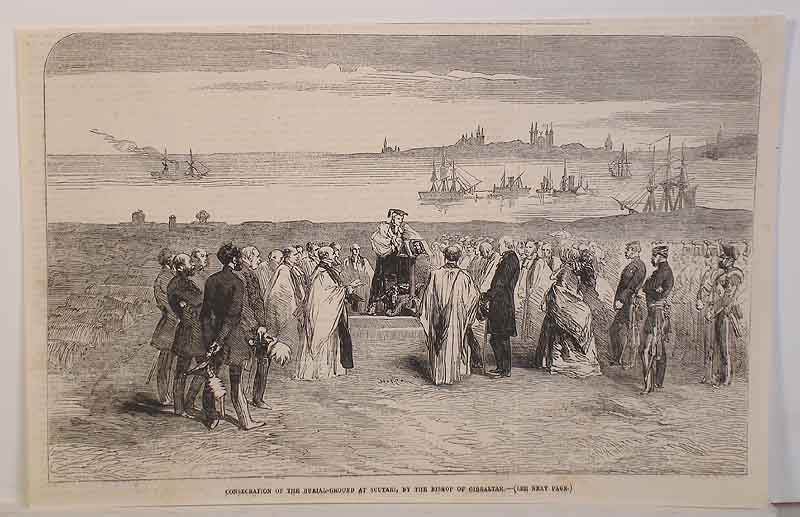 CONSECRATION OF THE BURIAL-GROUND AT SCUTARI, BY THE BISHOP OF GIBRALTAR.—(SEE NEXT PAGE.)